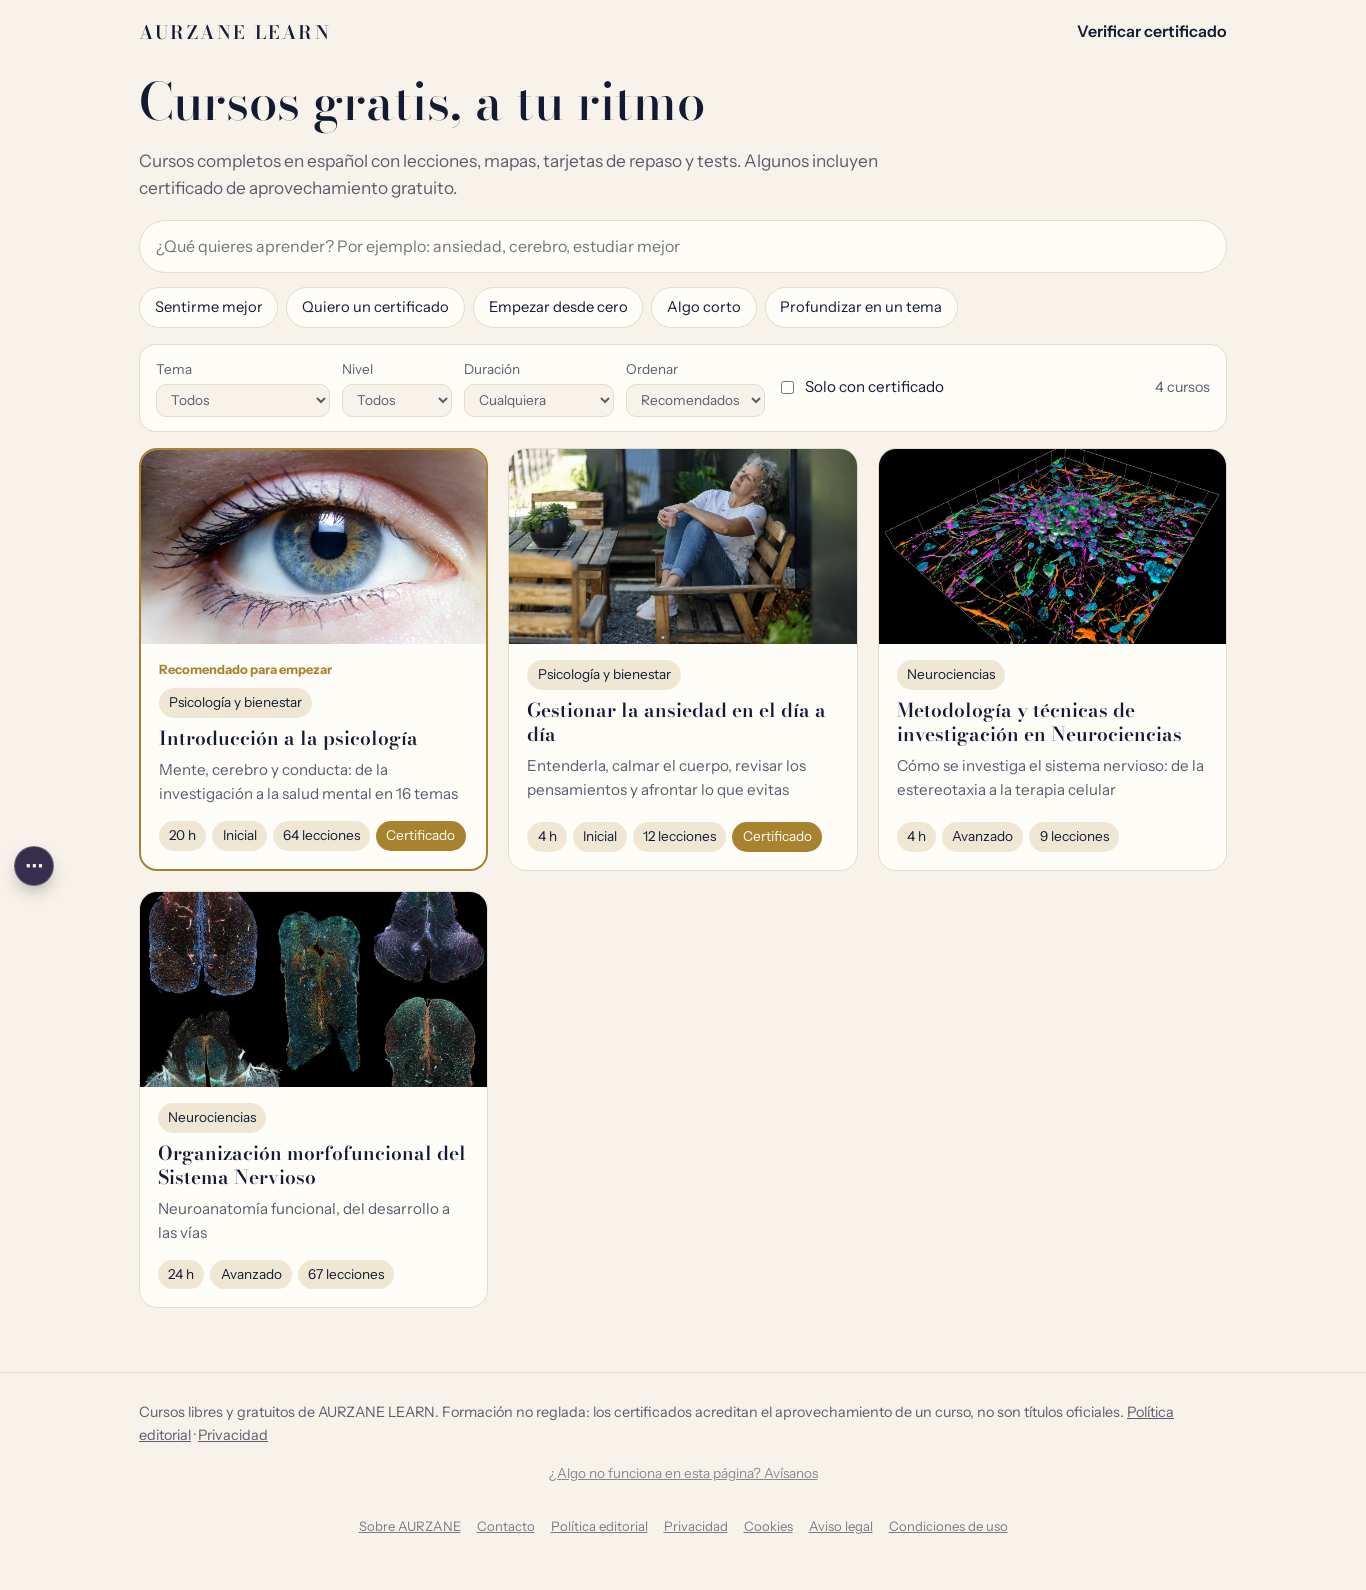 AURZANE LEARN
Verificar certificado
Cursos gratis, a tu ritmo
Cursos completos en español con lecciones, mapas, tarjetas de repaso y tests. Algunos incluyen
certificado de aprovechamiento gratuito.
¿Qué quieres aprender? Por ejemplo: ansiedad, cerebro, estudiar mejor
Sentirme mejor
Quiero un certificado
Empezar desde cero
Algo corto
Profundizar en un tema
Tema
Nivel
Duración
Ordenar
Todos
Todos
Cualquiera
Recomendados
Solo con certificado
4 cursos
Recomendado para empezar
Psicología y bienestar
Introducción a la psicología
Mente, cerebro y conducta: de la
investigación a la salud mental en 16 temas
20 h
Inicial
64 lecciones
Certificado
Psicología y bienestar
Gestionar la ansiedad en el día a
día
Entenderla, calmar el cuerpo, revisar los
pensamientos y afrontar lo que evitas
4 h
Inicial
12 lecciones
Certificado
Neurociencias
Metodología y técnicas de
investigación en Neurociencias
Cómo se investiga el sistema nervioso: de la
estereotaxia a la terapia celular
4 h
Avanzado
9 lecciones
Neurociencias
Organización morfofuncional del
Sistema Nervioso
Neuroanatomía funcional, del desarrollo a
las vías
24 h
Avanzado
67 lecciones
Cursos libres y gratuitos de AURZANE LEARN. Formación no reglada: los certificados acreditan el aprovechamiento de un curso, no son títulos oficiales. Política
editorial · Privacidad
¿Algo no funciona en esta página? Avísanos
Sobre AURZANE
Contacto
Política editorial
Privacidad
Cookies
Aviso legal
Condiciones de uso